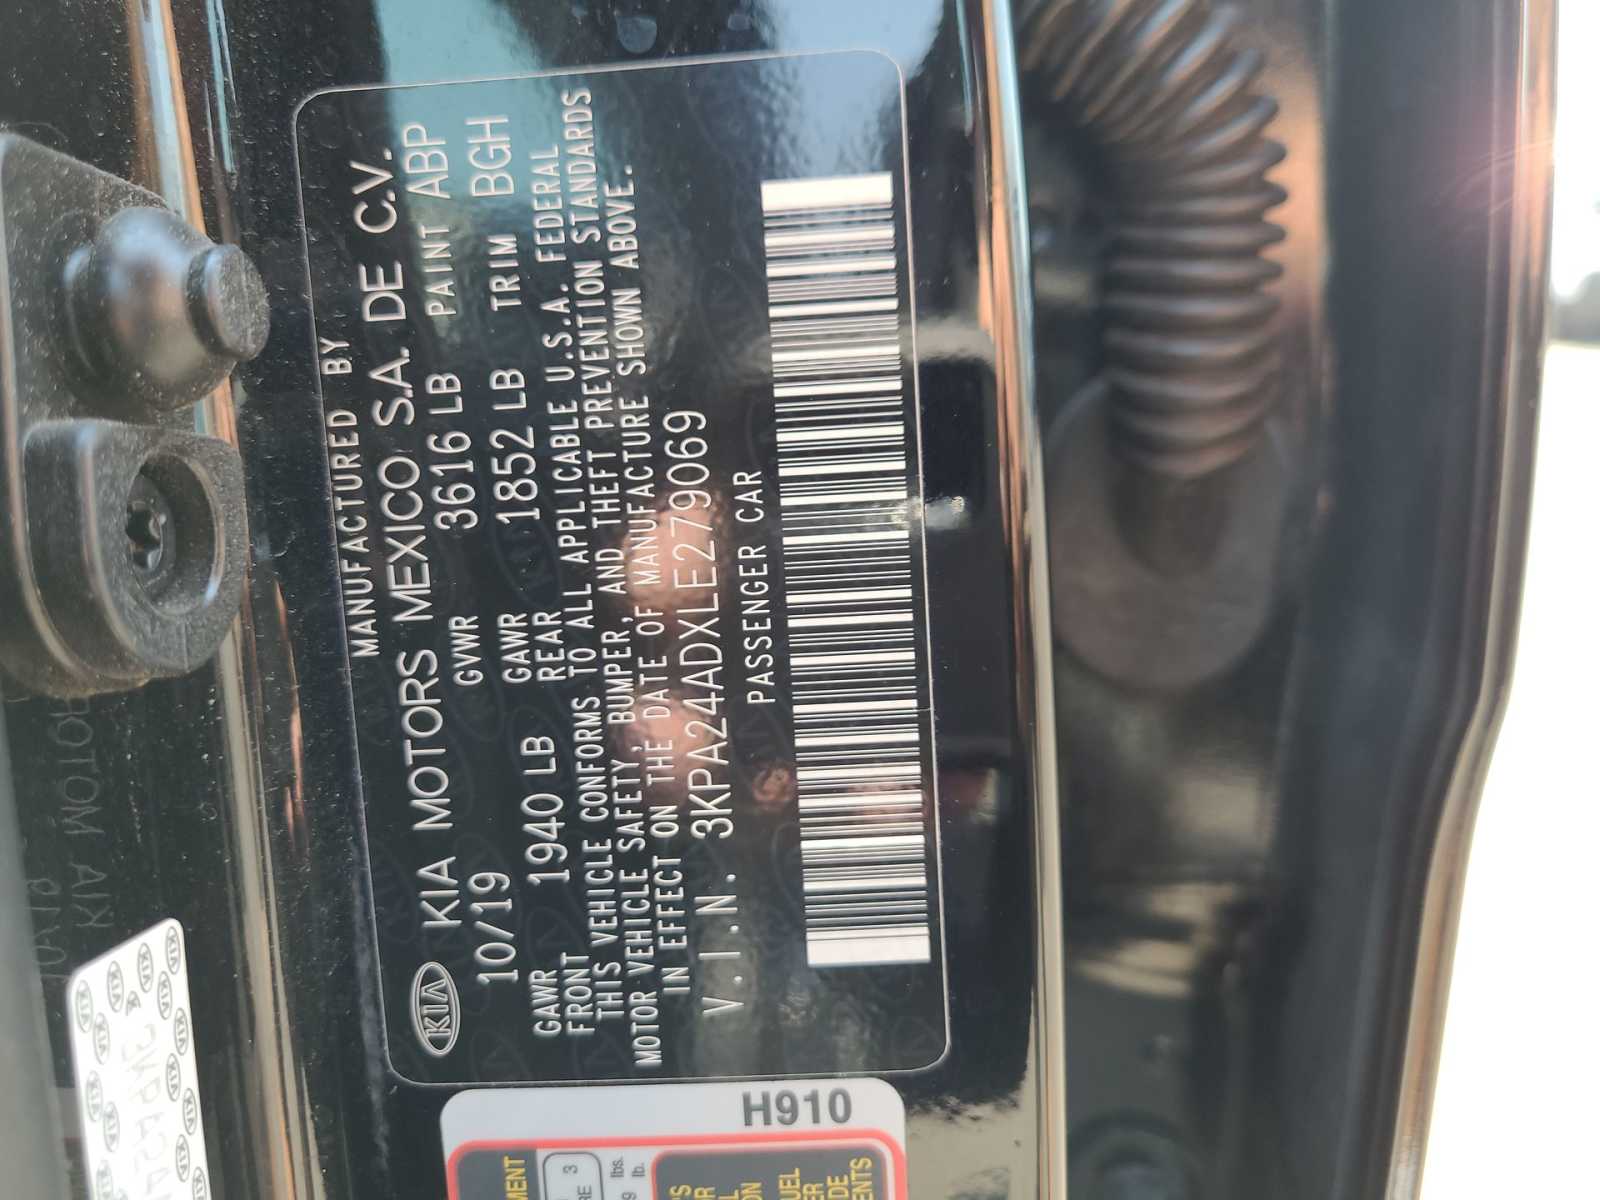 MANUFACTURED BY
KIA KIA MOTORS MEXICO S.A. DE C.V.
10/19 GVWR 3616 LB PAINT ABP
GAWR FRONT 1940 LB GAWR REAR 1852 LB TRIM BGH
THIS VEHICLE CONFORMS TO ALL APPLICABLE U.S.A. FEDERAL
MOTOR VEHICLE SAFETY, BUMPER, AND THEFT PREVENTION STANDARDS
IN EFFECT ON THE DATE OF MANUFACTURE SHOWN ABOVE.
V.I.N. 3KPA24ADXLE279069
PASSENGER CAR
H910